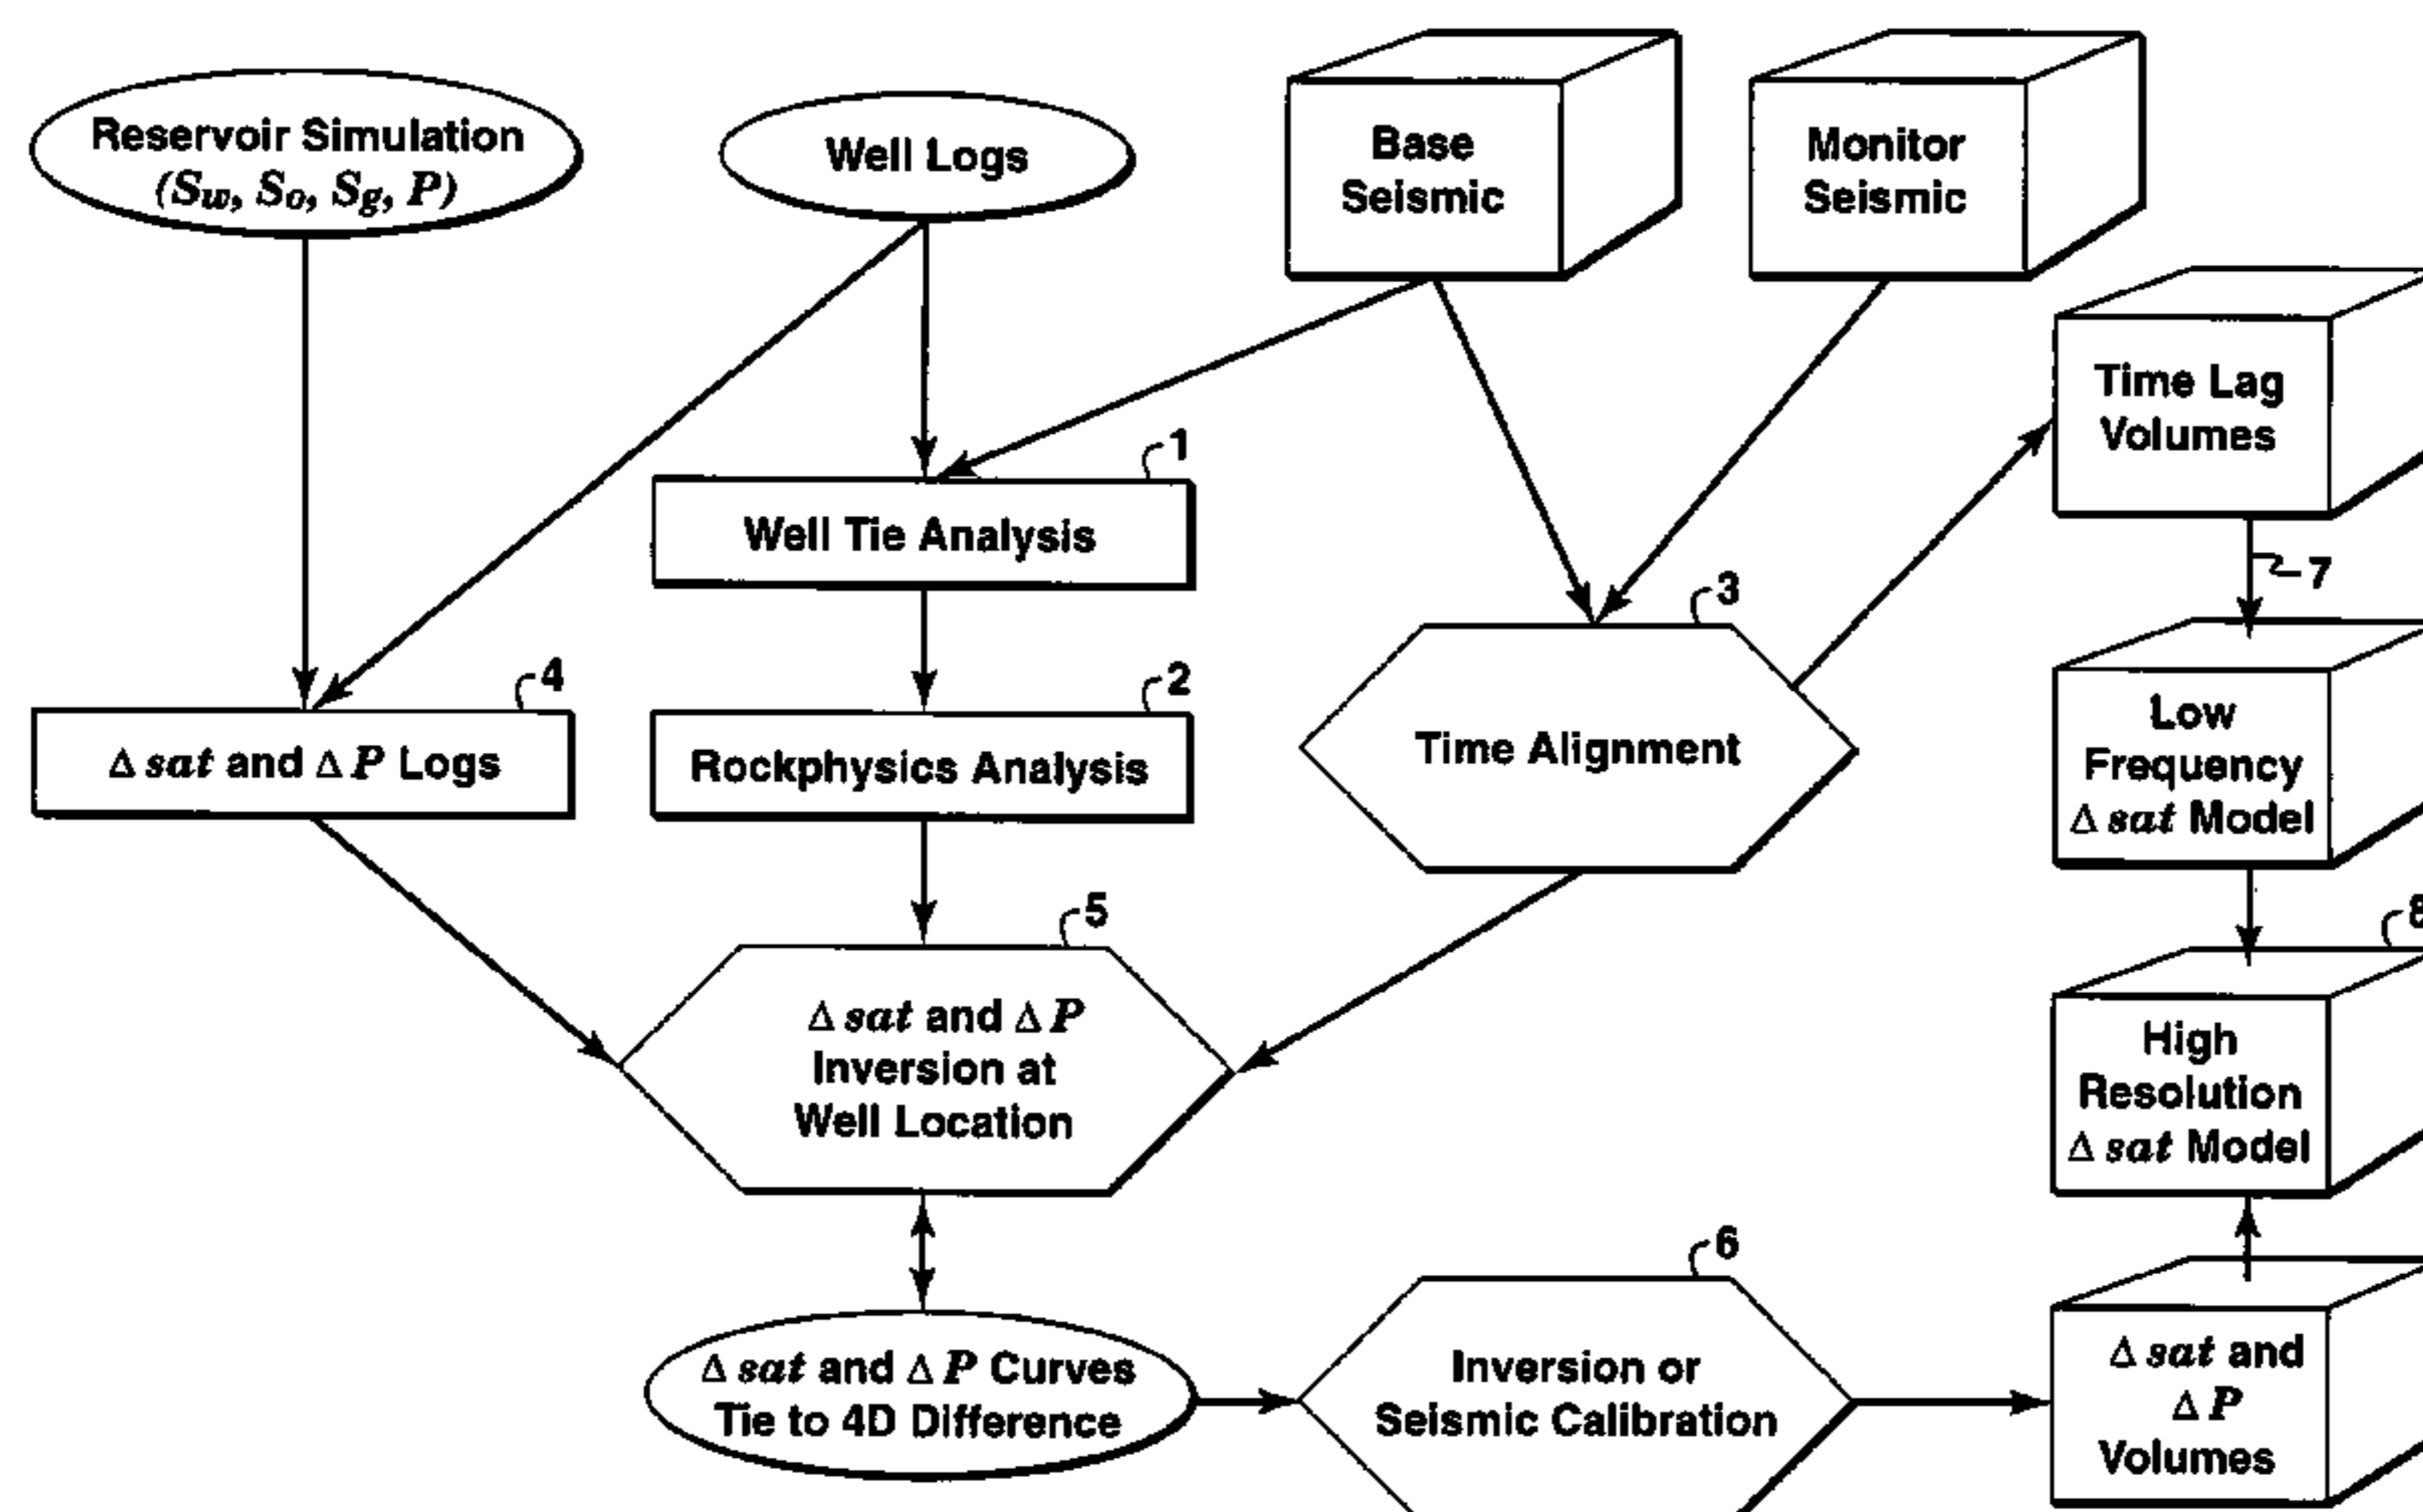 Reservoir Simulation
(Sw, So, Sg, P)
Well Logs
Base
Seismic
Monitor
Seismic
Time Lag
Volumes
1
Well Tie Analysis
7
3
4
2
Δ sat and Δ P Logs
Rockphysics Analysis
Time Alignment
Low
Frequency
Δ sat Model
5
8
Δ sat and Δ P
Inversion at
Well Location
High
Resolution
Δ sat Model
6
Δ sat and Δ P Curves
Tie to 4D Difference
Inversion or
Seismic Calibration
Δ sat and
Δ P
Volumes